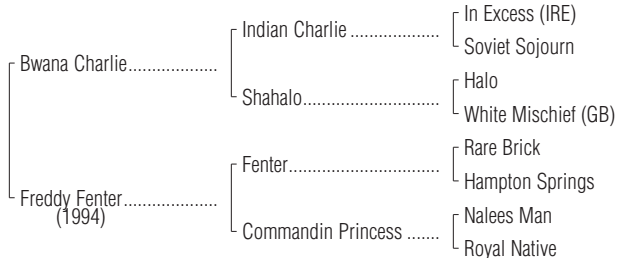 In Excess (IRE)
Indian Charlie ....................
Soviet Sojourn
Bwana Charlie....................
Halo
Shahalo..............................
White Mischief (GB)
Rare Brick
Fenter.................................
Hampton Springs
Freddy Fenter.....................
(1994)
Nalees Man
Commandin Princess .......
Royal Native